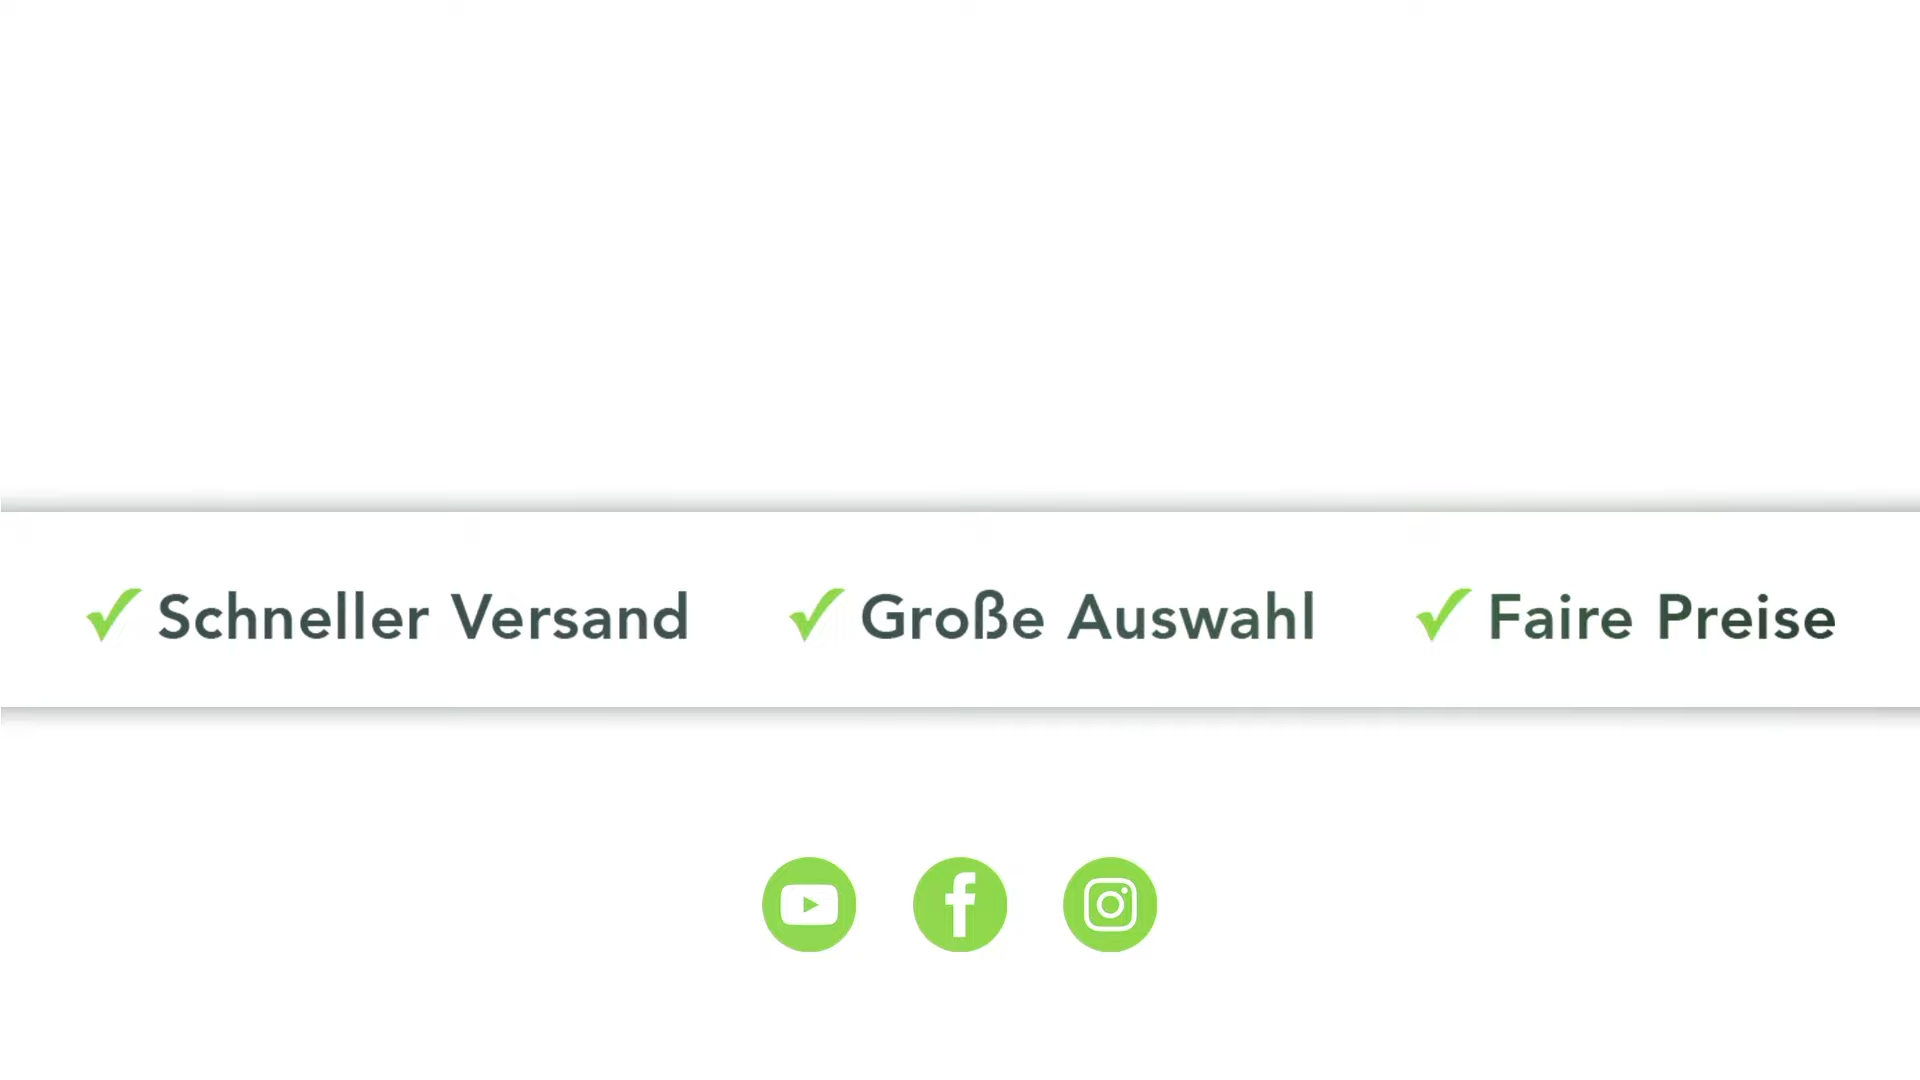 ✓ Schneller Versand ✓ Große Auswahl ✓ Faire Preise